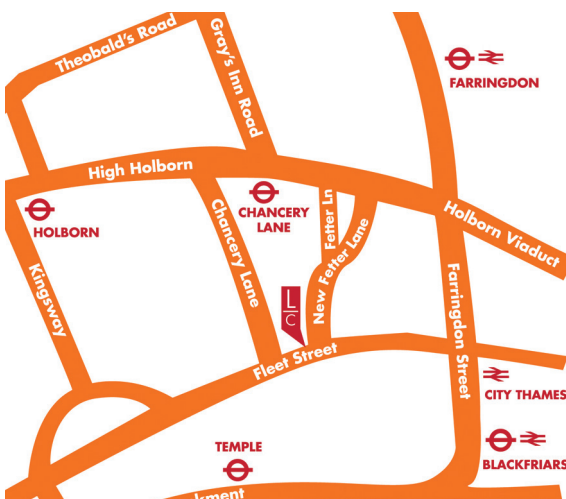 Theobald's Road
Gray's Inn Road
FARRINGDON
High Holborn
CHANCERY
LANE
HOLBORN
Kingsway
Chancery Lane
Fetter Ln
New Fetter Lane
Holborn Viaduct
Farringdon Street
L
C
Fleet Street
CITY THAMES
TEMPLE
BLACKFRIARS
kment